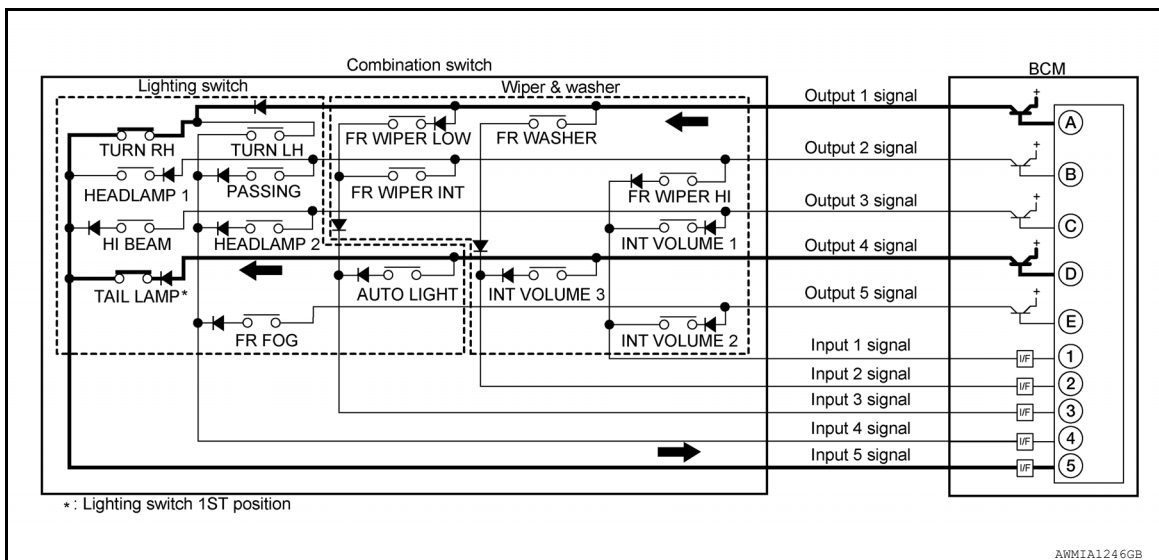 Combination switch
BCM
Lighting switch
Wiper & washer
Output 1 signal
+
A
TURN RH
TURN LH
FR WIPER LOW
FR WASHER
Output 2 signal
+
B
HEADLAMP 1
PASSING
FR WIPER INT
FR WIPER HI
Output 3 signal
+
C
HI BEAM
HEADLAMP 2
INT VOLUME 1
Output 4 signal
+
D
TAIL LAMP*
AUTO LIGHT
INT VOLUME 3
Output 5 signal
+
E
FR FOG
INT VOLUME 2
Input 1 signal
I/F
1
Input 2 signal
I/F
2
Input 3 signal
I/F
3
Input 4 signal
I/F
4
Input 5 signal
I/F
5
* : Lighting switch 1ST position
AWMIA1246GB